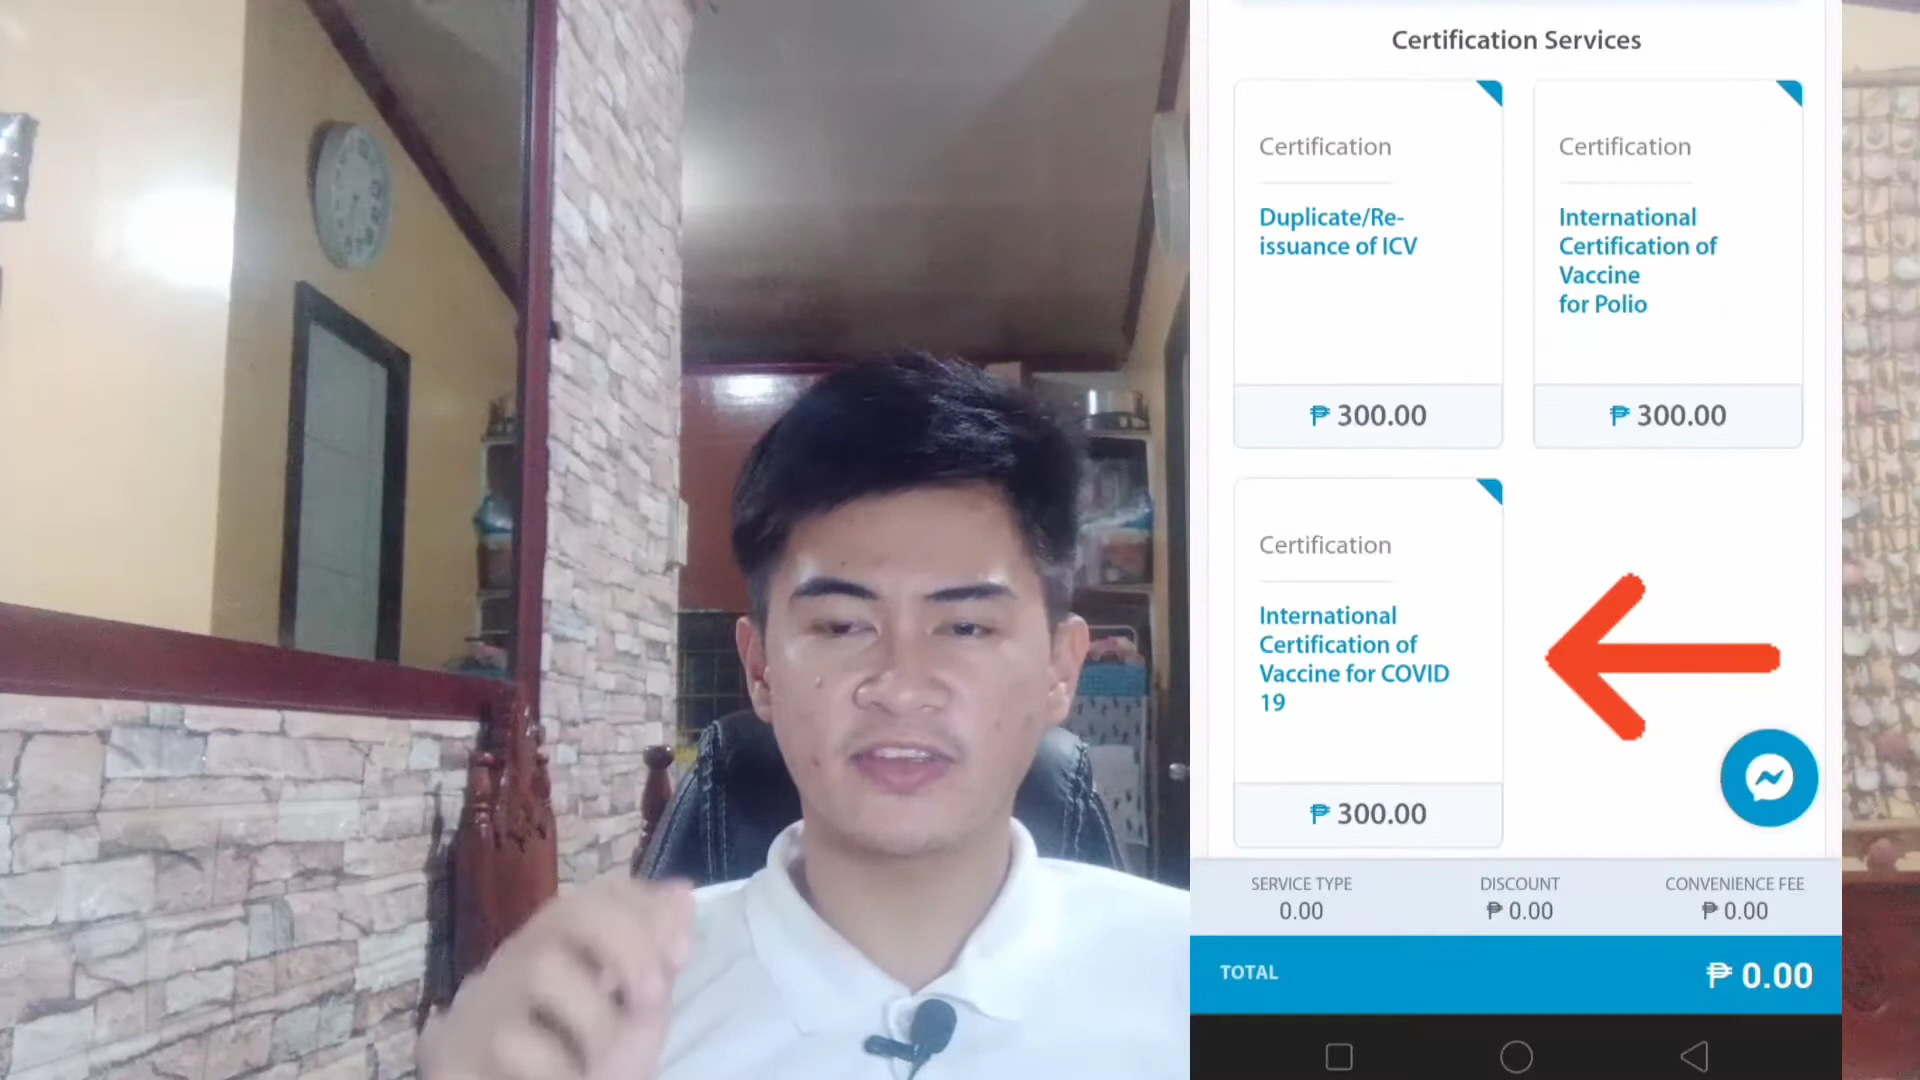 Certification Services
Certification
Duplicate/Re-
issuance of ICV
₱ 300.00
Certification
International
Certification of
Vaccine
for Polio
₱ 300.00
Certification
International
Certification of
Vaccine for COVID
19
₱ 300.00
SERVICE TYPE
0.00
DISCOUNT
₱ 0.00
CONVENIENCE FEE
₱ 0.00
TOTAL
₱ 0.00